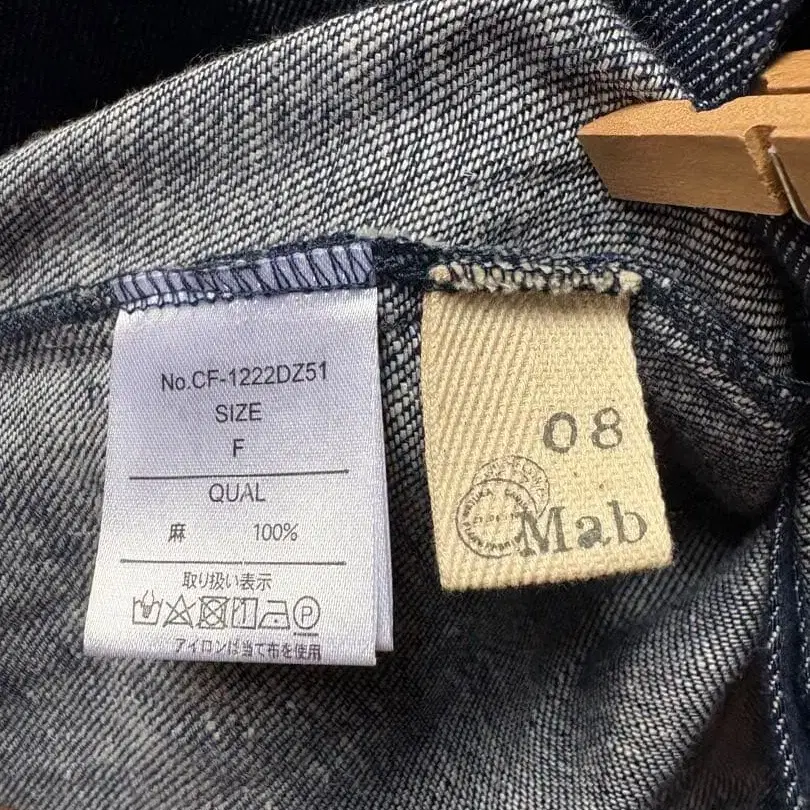 No.CF-1222DZ51
SIZE
F
QUAL
麻 100%
取り扱い表示
P
アイロンは当て布を使用
08
Mab